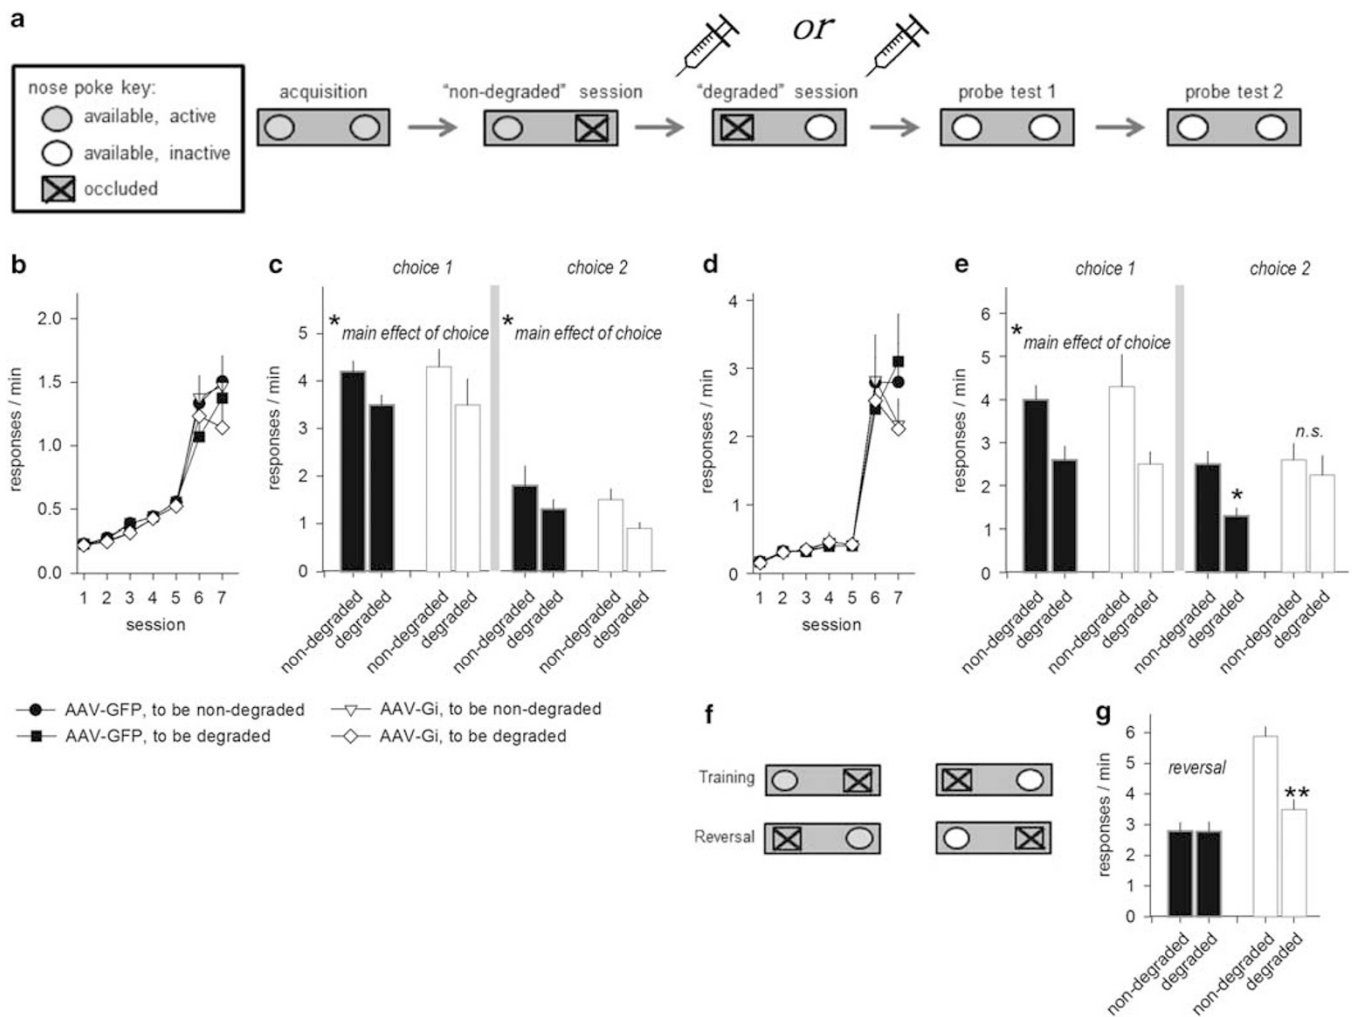 a
or
nose poke key:
available, active
available, inactive
occluded
acquisition
"non-degraded" session
"degraded" session
probe test 1
probe test 2
b
responses / min
2.0
1.5
1.0
0.5
0.0
1 2 3 4 5 6 7
session
c
choice 1
choice 2
* main effect of choice
* main effect of choice
responses / min
5
4
3
2
1
0
non-degraded
degraded
non-degraded
degraded
non-degraded
degraded
non-degraded
degraded
d
responses / min
4
3
2
1
0
1 2 3 4 5 6 7
session
e
choice 1
choice 2
* main effect of choice
n.s.
*
responses / min
6
5
4
3
2
1
0
non-degraded
degraded
non-degraded
degraded
non-degraded
degraded
non-degraded
degraded
AAV-GFP, to be non-degraded
AAV-GFP, to be degraded
AAV-Gi, to be non-degraded
AAV-Gi, to be degraded
f
Training
Reversal
g
reversal
**
responses / min
6
5
4
3
2
1
0
non-degraded
degraded
non-degraded
degraded